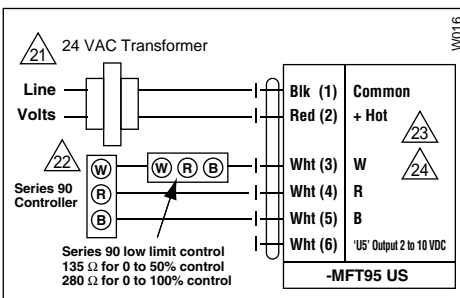 W016
21 24 VAC Transformer
Line
Volts
Blk (1) Common
Red (2) + Hot
23
22
24
Series 90
Controller
W
R
B
W R B
Wht (3) W
Wht (4) R
Wht (5) B
Wht (6) 'U5' Output 2 to 10 VDC
Series 90 low limit control
135 Ω for 0 to 50% control
280 Ω for 0 to 100% control
-MFT95 US